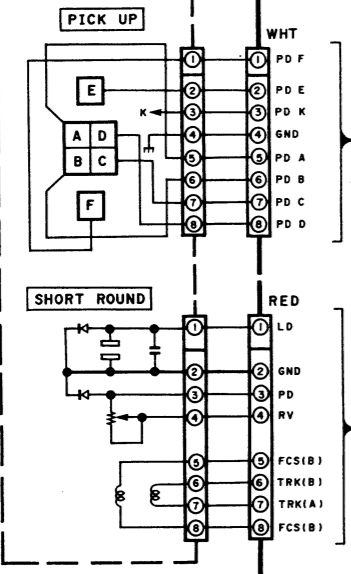 PICK UP
WHT
1 1 PD F
E 2 2 PD E
K 3 3 PD K
A D 4 4 GND
B C 5 5 PD A
6 6 PD B
F 7 7 PD C
8 8 PD D
SHORT ROUND
RED
1 1 LD
2 2 GND
3 3 PD
4 4 RV
5 5 FCS(B)
6 6 TRK(B)
7 7 TRK(A)
8 8 FCS(B)